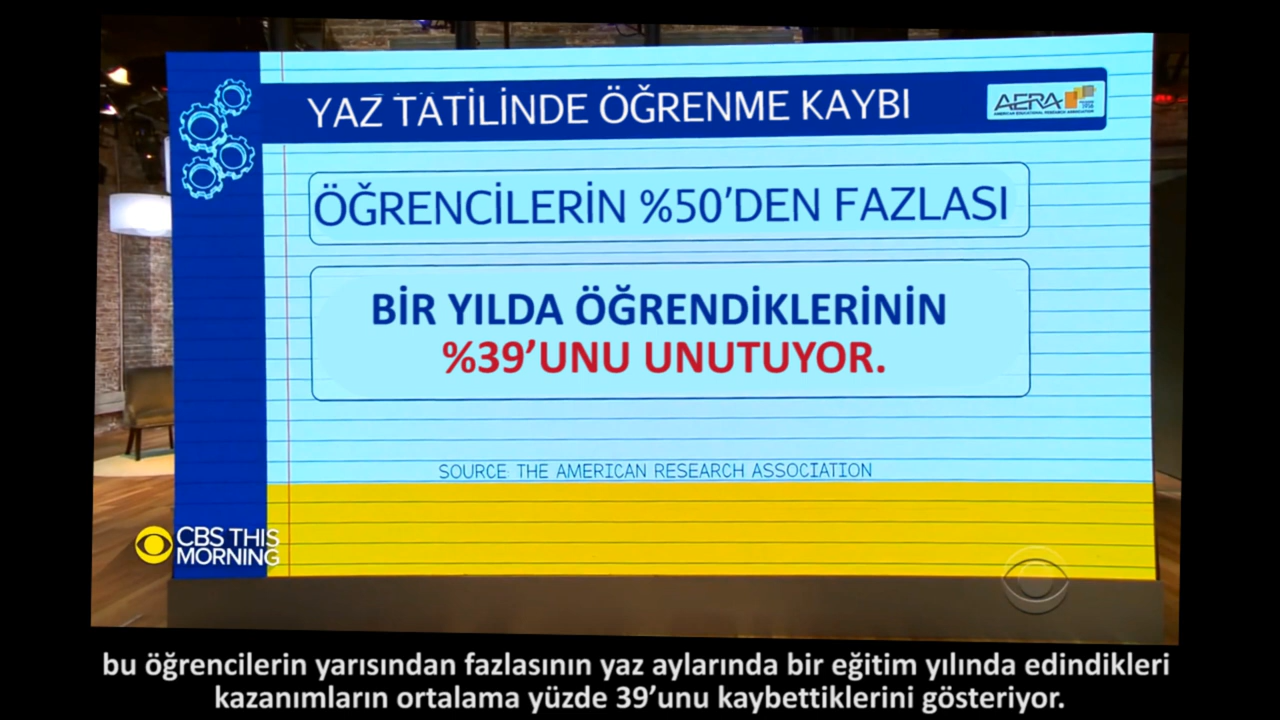 YAZ TATİLİNDE ÖĞRENME KAYBI
AERA
AMERICAN EDUCATIONAL RESEARCH ASSOCIATION
ÖĞRENCİLERİN %50'DEN FAZLASI
BİR YILDA ÖĞRENDİKLERİNİN
%39'UNU UNUTUYOR.
SOURCE: THE AMERICAN RESEARCH ASSOCIATION
CBS THIS
MORNING
bu öğrencilerin yarısından fazlasının yaz aylarında bir eğitim yılında edindikleri
kazanımların ortalama yüzde 39'unu kaybettiklerini gösteriyor.